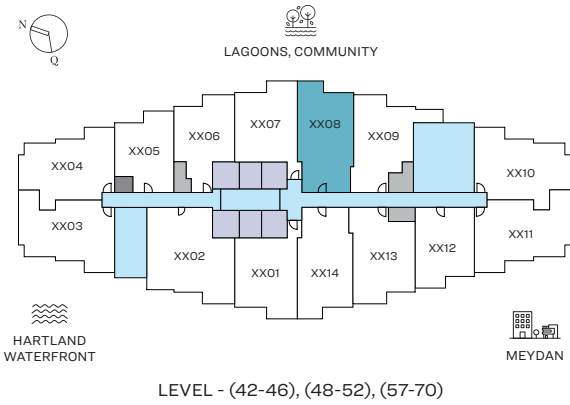 N
Q
LAGOONS, COMMUNITY
XX07
XX08
XX06
XX09
XX05
XX04
XX10
XX03
XX02
XX01
XX14
XX13
XX12
XX11
HARTLAND
WATERFRONT
MEYDAN
LEVEL - (42-46), (48-52), (57-70)